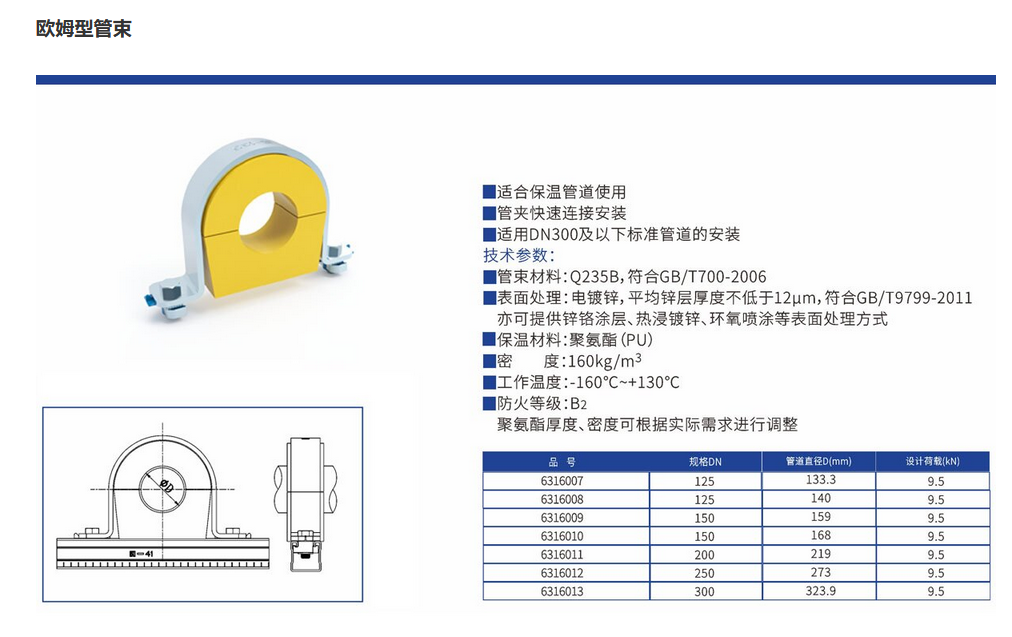 欧姆型管束
■适合保温管道使用
■管夹快速连接安装
■适用DN300及以下标准管道的安装
技术参数：
■管束材料：Q235B，符合GB/T700-2006
■表面处理：电镀锌，平均锌层厚度不低于12μm，符合GB/T9799-2011
亦可提供锌铬涂层、热浸镀锌、环氧喷涂等表面处理方式
■保温材料：聚氨酯（PU）
■密 度：160kg/m³
■工作温度：-160℃~+130℃
■防火等级：B₂
聚氨酯厚度、密度可根据实际需求进行调整
ØD
41
品 号 规格DN 管道直径D(mm) 设计荷载(kN)
6316007 125 133.3 9.5
6316008 125 140 9.5
6316009 150 159 9.5
6316010 150 168 9.5
6316011 200 219 9.5
6316012 250 273 9.5
6316013 300 323.9 9.5